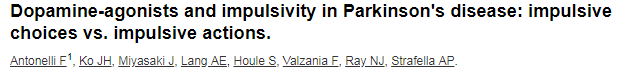 Dopamine-agonists and impulsivity in Parkinson's disease: impulsive
choices vs. impulsive actions.
Antonelli F1, Ko JH, Miyasaki J, Lang AE, Houle S, Valzania F, Ray NJ, Strafella AP.